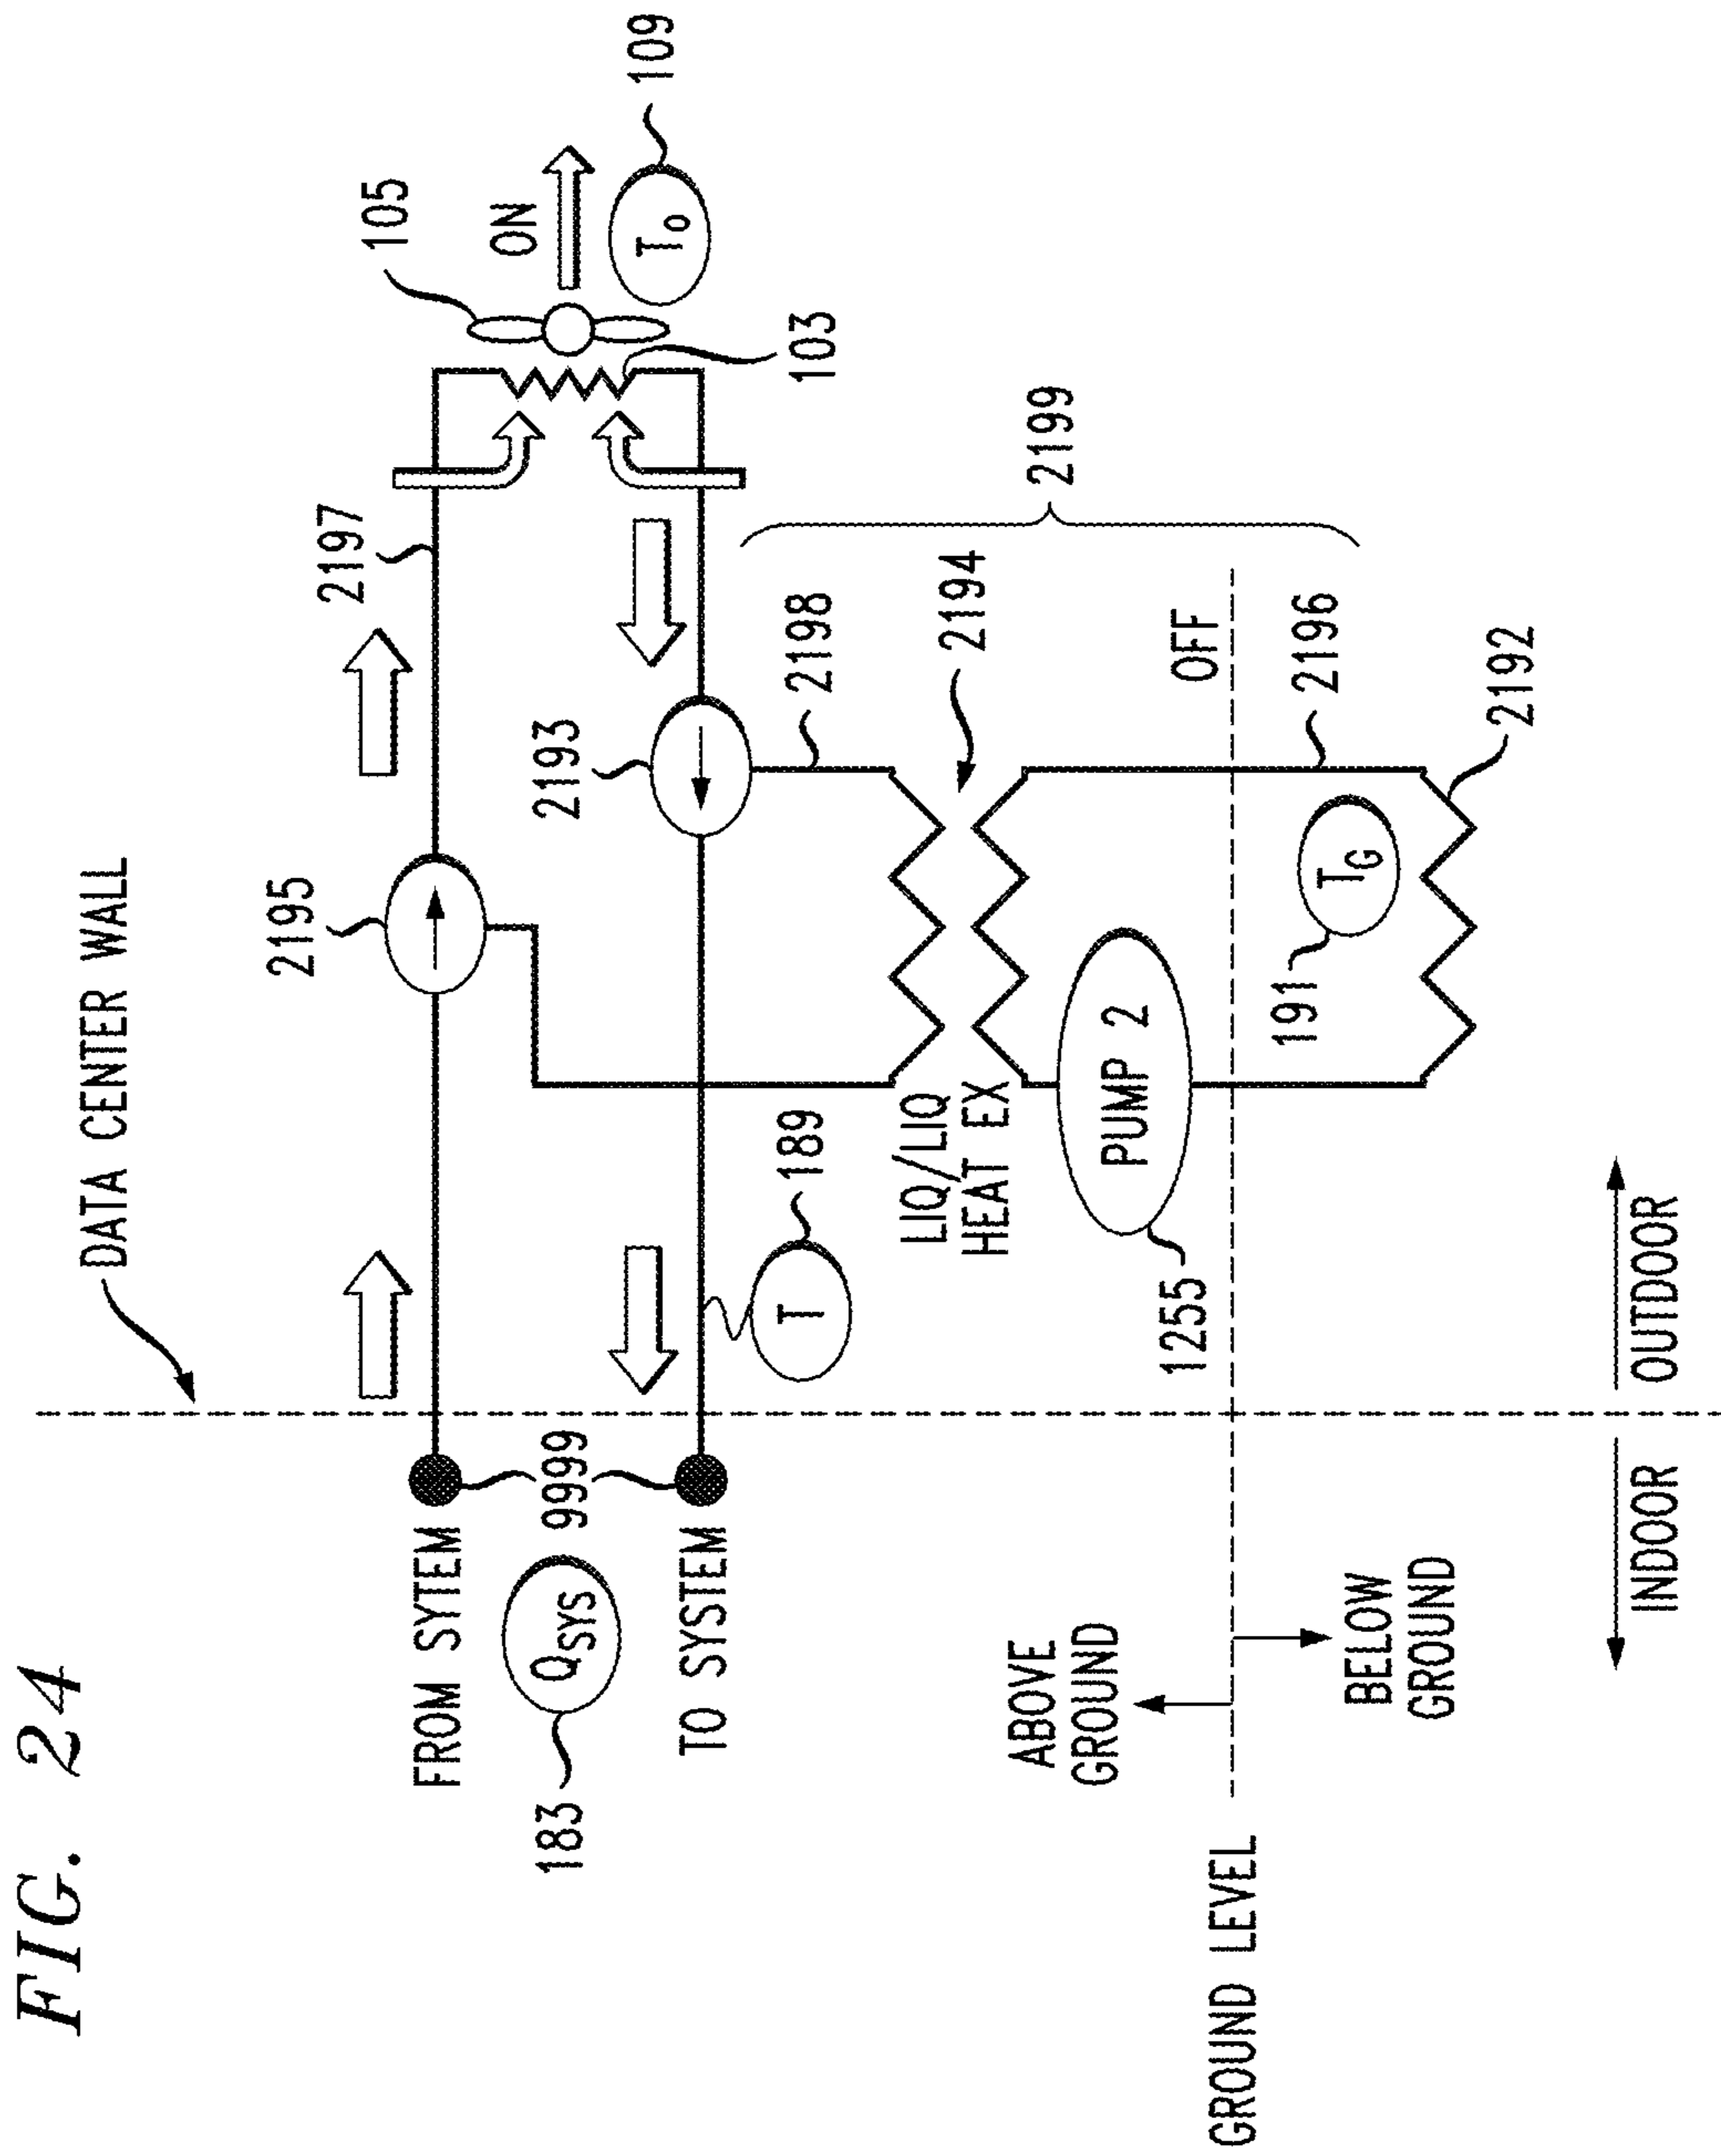 FIG. 24
DATA CENTER WALL
2195
2197
105
ON
109
T0
103
FROM SYTEM
9999
QSYS
183
TO SYSTEM
T
189
2193
2198
2194
2199
LIQ/LIQ
HEAT EX
PUMP 2
1255
OFF
2196
2192
TG
191
ABOVE
GROUND
GROUND LEVEL
BELOW
GROUND
INDOOR
OUTDOOR